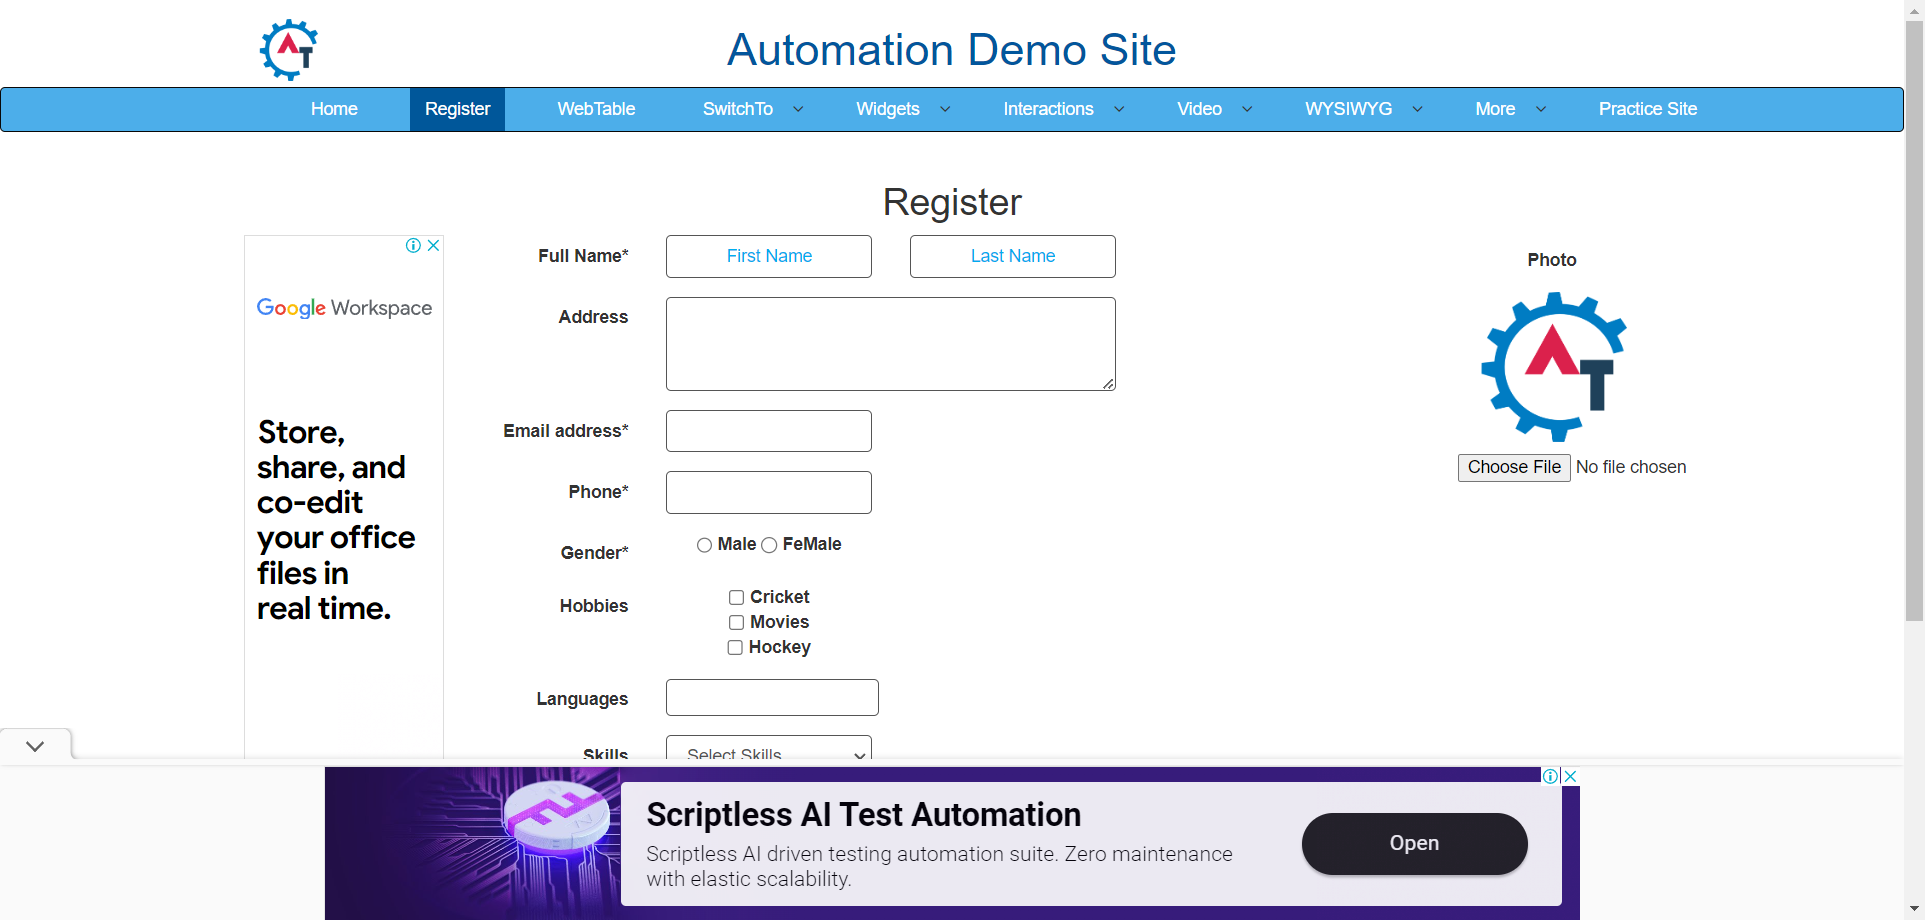 AT
Automation Demo Site
Home Register WebTable SwitchTo Widgets Interactions Video WYSIWYG More Practice Site
Register
Google Workspace
Store,
share, and
co-edit
your office
files in
real time.
Full Name* First Name Last Name
Address
Email address*
Phone*
Gender* Male FeMale
Hobbies Cricket
Movies
Hockey
Languages
Skills Select Skills
Photo
AT
Choose File No file chosen
Scriptless AI Test Automation
Scriptless AI driven testing automation suite. Zero maintenance
with elastic scalability.
Open